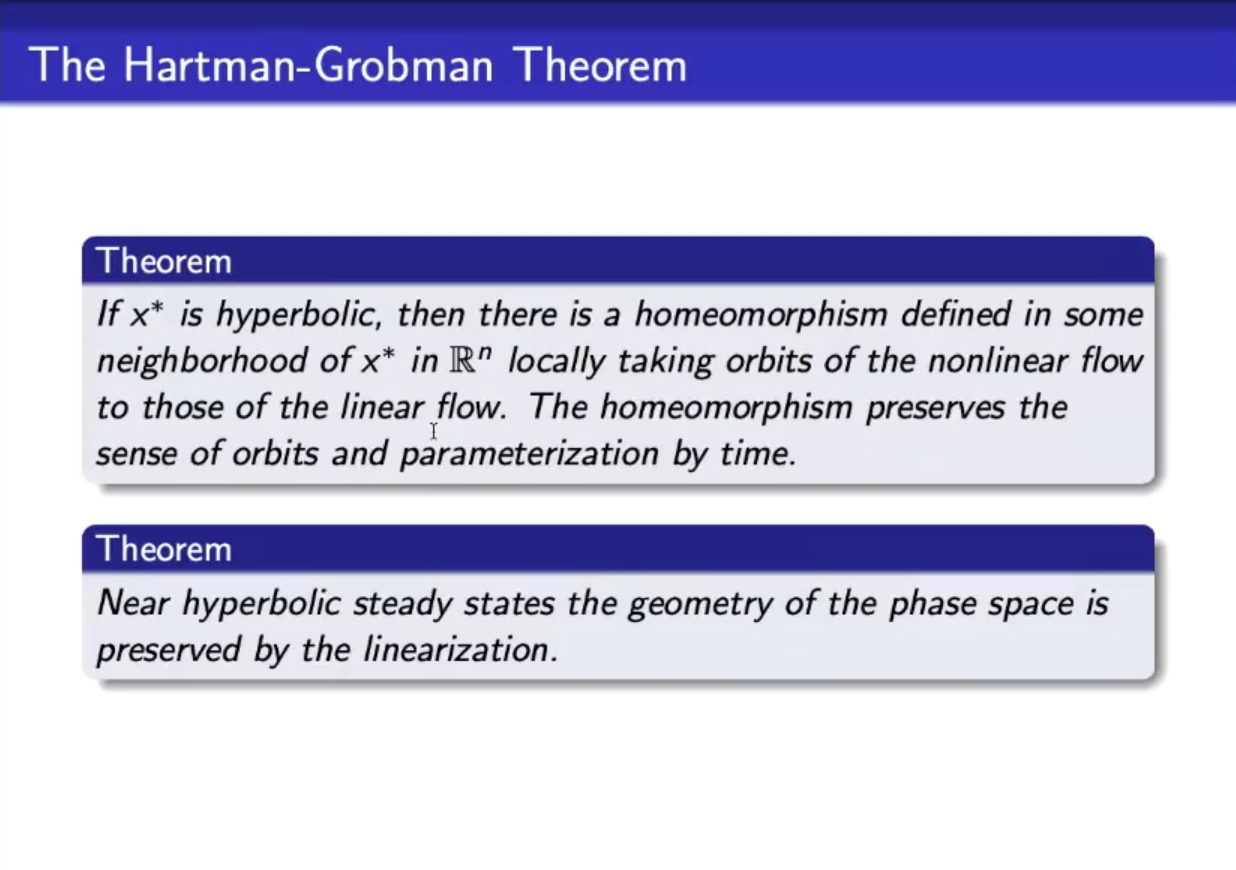 The Hartman-Grobman Theorem
Theorem
If x* is hyperbolic, then there is a homeomorphism defined in some
neighborhood of x* in ℝⁿ locally taking orbits of the nonlinear flow
to those of the linear flow. The homeomorphism preserves the
sense of orbits and parameterization by time.
Theorem
Near hyperbolic steady states the geometry of the phase space is
preserved by the linearization.